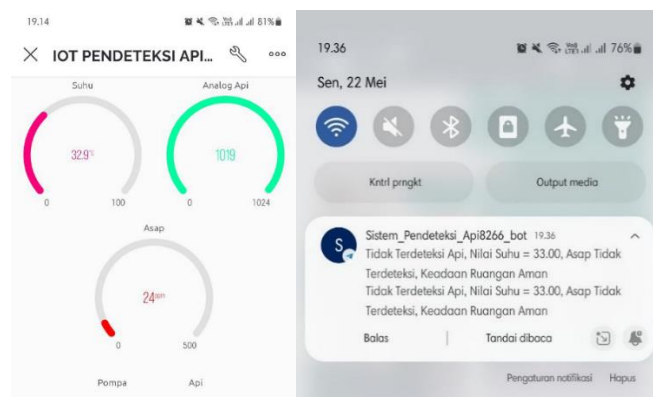 19.14
81%
IOT PENDETEKSI API...
Suhu
Analog Api
32.9°C
1019
0
100
0
1024
Asap
24 ppm
0
500
Pompa
Api
19.36
76%
Sen, 22 Mei
Kntrl prngkt
Output media
S
Sistem_Pendeteksi_Api8266_bot 19.36
Tidak Terdeteksi Api, Nilai Suhu = 33.00, Asap Tidak
Terdeteksi, Keadaan Ruangan Aman
Tidak Terdeteksi Api, Nilai Suhu = 33.00, Asap Tidak
Terdeteksi, Keadaan Ruangan Aman
Balas
Tandai dibaca
Pengaturan notifikasi
Hapus